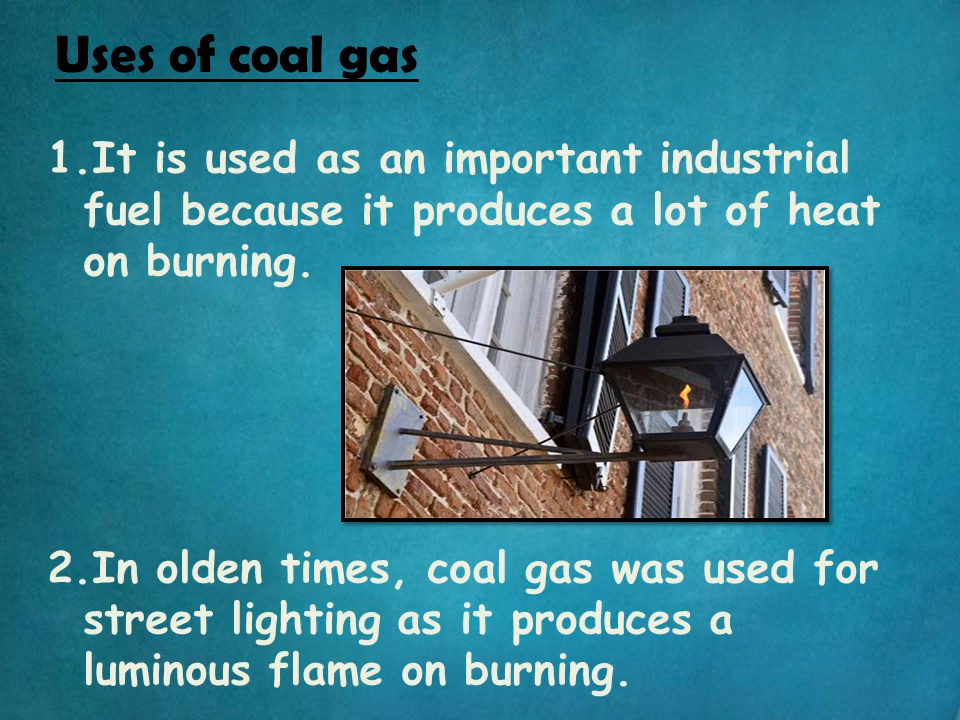 Uses of coal gas
1.It is used as an important industrial
fuel because it produces a lot of heat
on burning.
2.In olden times, coal gas was used for
street lighting as it produces a
luminous flame on burning.